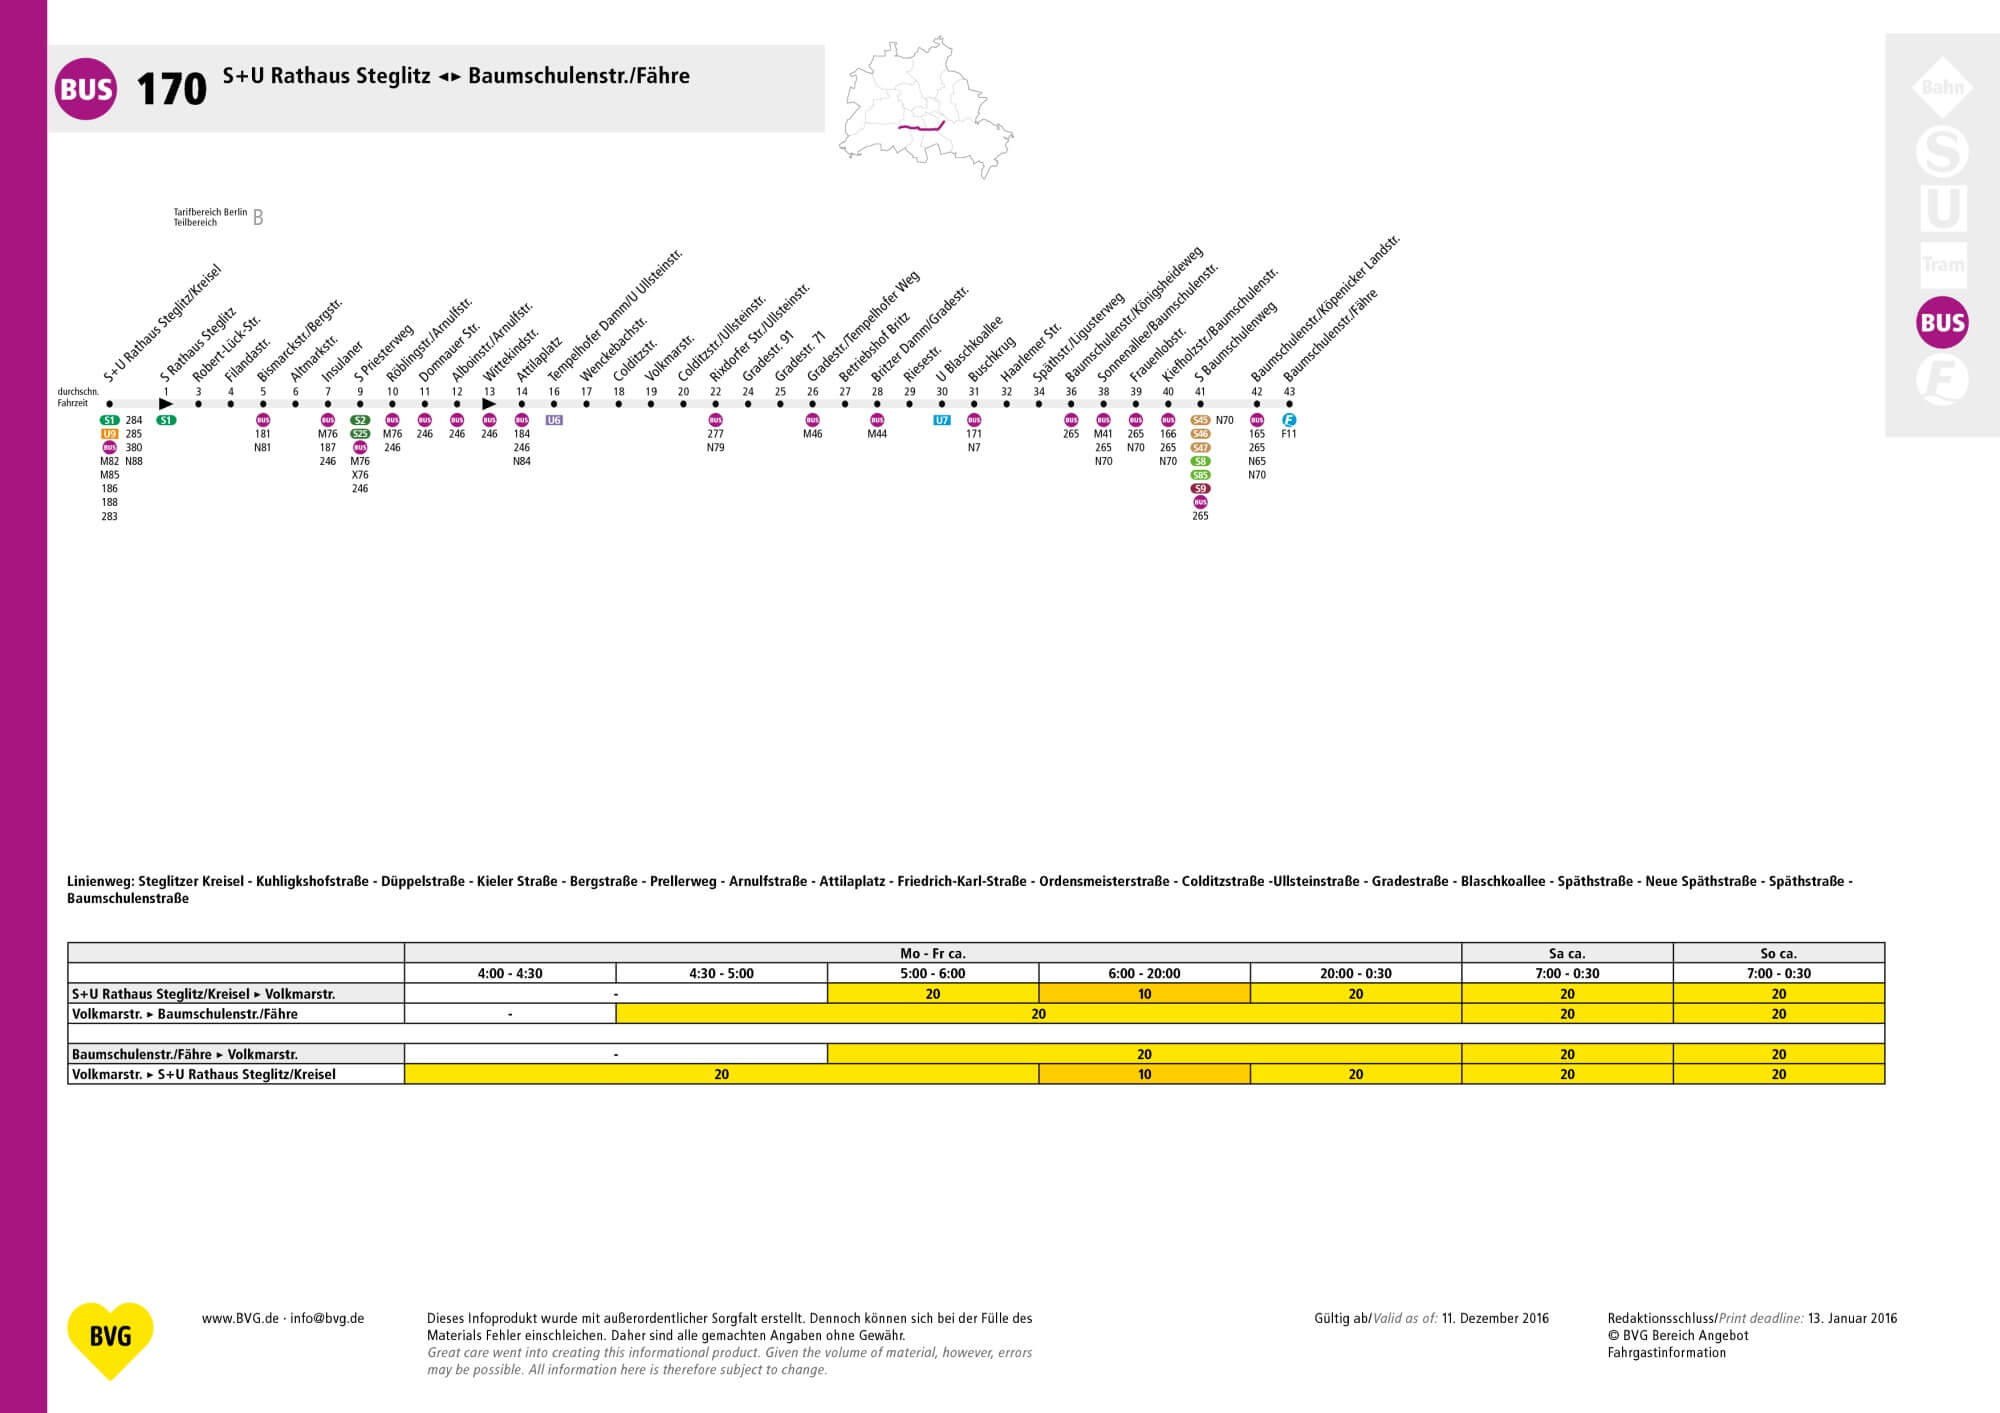 BUS 170 S+U Rathaus Steglitz ◄► Baumschulenstr./Fähre
Bahn
S
U
Tram
BUS
F
Tarifbereich Berlin
Teilbereich
B
S+U Rathaus Steglitz/Kreisel
S Rathaus Steglitz
Robert-Lück-Str.
Filandastr.
Bismarckstr./Bergstr.
Altmarkstr.
Insulaner
S Priesterweg
Röblingstr./Arnulfstr.
Domnauer Str.
Alboinstr./Arnulfstr.
Wittekindstr.
Attilaplatz
Tempelhofer Damm/U Ullsteinstr.
Wenckebachstr.
Colditzstr.
Volkmarstr.
Colditzstr./Ullsteinstr.
Rixdorfer Str./Ullsteinstr.
Gradestr. 91
Gradestr. 71
Gradestr./Tempelhofer Weg
Betriebshof Britz
Britzer Damm/Gradestr.
Riesestr.
U Blaschkoallee
Buschkrug
Haarlemer Str.
Späthstr./Ligusterweg
Baumschulenstr./Königsheideweg
Sonnenallee/Baumschulenstr.
Frauenlobstr.
Kiefholzstr./Baumschulenstr.
S Baumschulenweg
Baumschulenstr./Köpenicker Landstr.
Baumschulenstr./Fähre
durchschn. 1 3 4 5 6 7 9 10 11 12 13 14 16 17 18 19 20 22 24 25 26 27 28 29 30 31 32 34 36 38 39 40 41 42 43
Fahrzeit
S1 284 S1 BUS BUS S2 BUS BUS BUS BUS BUS U6 BUS BUS BUS U7 BUS BUS BUS BUS BUS S45 N70 BUS F
U9 285 181 M76 S25 M76 246 246 246 184 277 M46 M44 171 265 M41 265 166 S46 165 F11
BUS 380 N81 187 BUS 246 246 N79 N7 265 N70 265 S47 265
M82 N88 246 M76 N84 N70 N70 S8 N65
M85 X76 S85 N70
186 246 S9
188 BUS
283 265
Linienweg: Steglitzer Kreisel - Kuhligkshofstraße - Düppelstraße - Kieler Straße - Bergstraße - Prellerweg - Arnulfstraße - Attilaplatz - Friedrich-Karl-Straße - Ordensmeisterstraße - Colditzstraße -Ullsteinstraße - Gradestraße - Blaschkoallee - Späthstraße - Neue Späthstraße - Späthstraße -
Baumschulenstraße
Mo - Fr ca. Sa ca. So ca.
4:00 - 4:30 4:30 - 5:00 5:00 - 6:00 6:00 - 20:00 20:00 - 0:30 7:00 - 0:30 7:00 - 0:30
S+U Rathaus Steglitz/Kreisel ► Volkmarstr. - 20 10 20 20 20
Volkmarstr. ► Baumschulenstr./Fähre - 20 20 20
Baumschulenstr./Fähre ► Volkmarstr. - 20 20 20
Volkmarstr. ► S+U Rathaus Steglitz/Kreisel 20 10 20 20 20
BVG
www.BVG.de · info@bvg.de
Dieses Infoprodukt wurde mit außerordentlicher Sorgfalt erstellt. Dennoch können sich bei der Fülle des
Materials Fehler einschleichen. Daher sind alle gemachten Angaben ohne Gewähr.
Great care went into creating this informational product. Given the volume of material, however, errors
may be possible. All information here is therefore subject to change.
Gültig ab/Valid as of: 11. Dezember 2016
Redaktionsschluss/Print deadline: 13. Januar 2016
© BVG Bereich Angebot
Fahrgastinformation